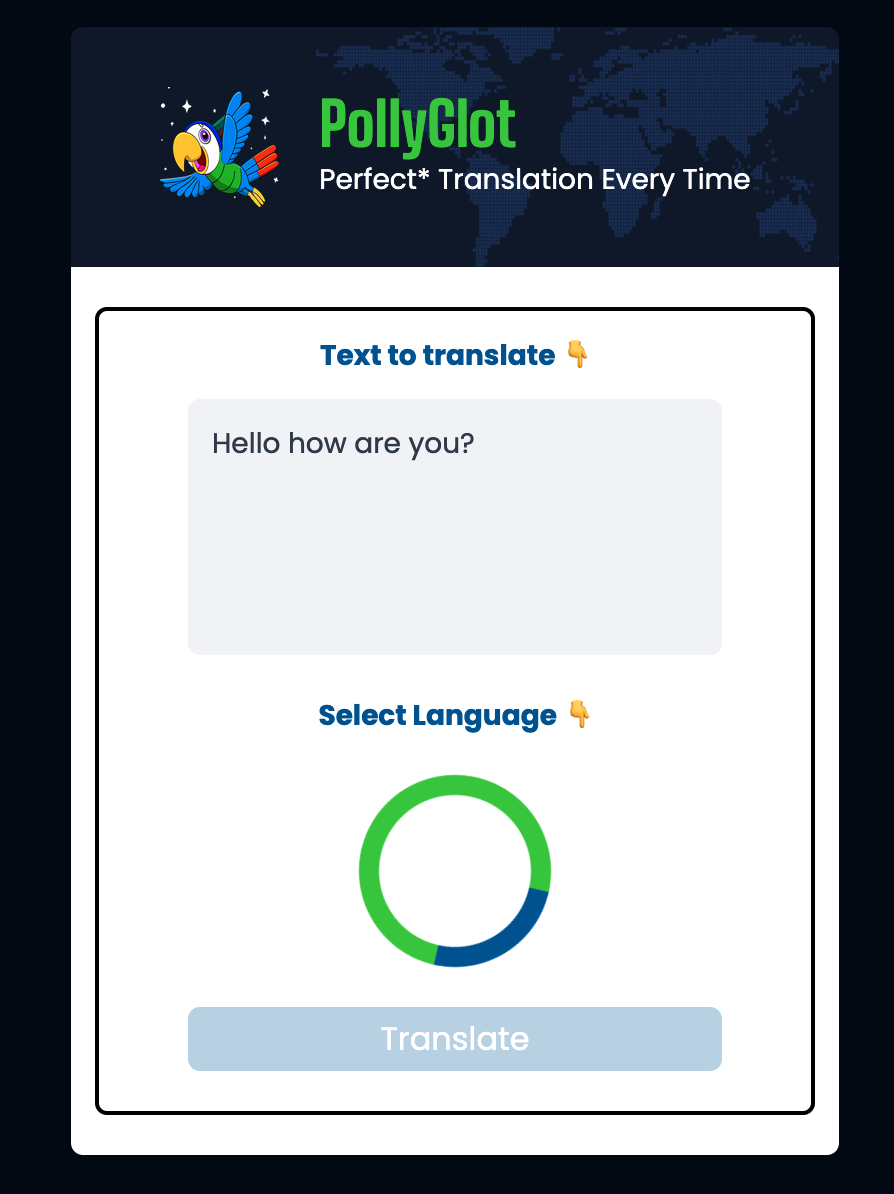 PollyGlot
Perfect* Translation Every Time
Text to translate 👇
Hello how are you?
Select Language 👇
Translate